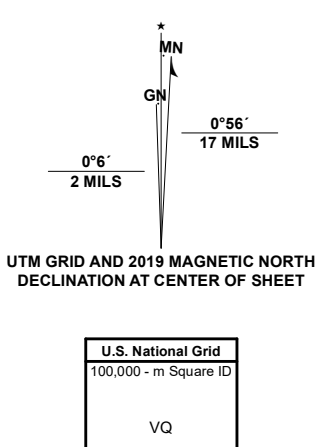 ★
MN
GN
0°56´
17 MILS
0°6´
2 MILS
UTM GRID AND 2019 MAGNETIC NORTH
DECLINATION AT CENTER OF SHEET
U.S. National Grid
100,000 - m Square ID
VQ